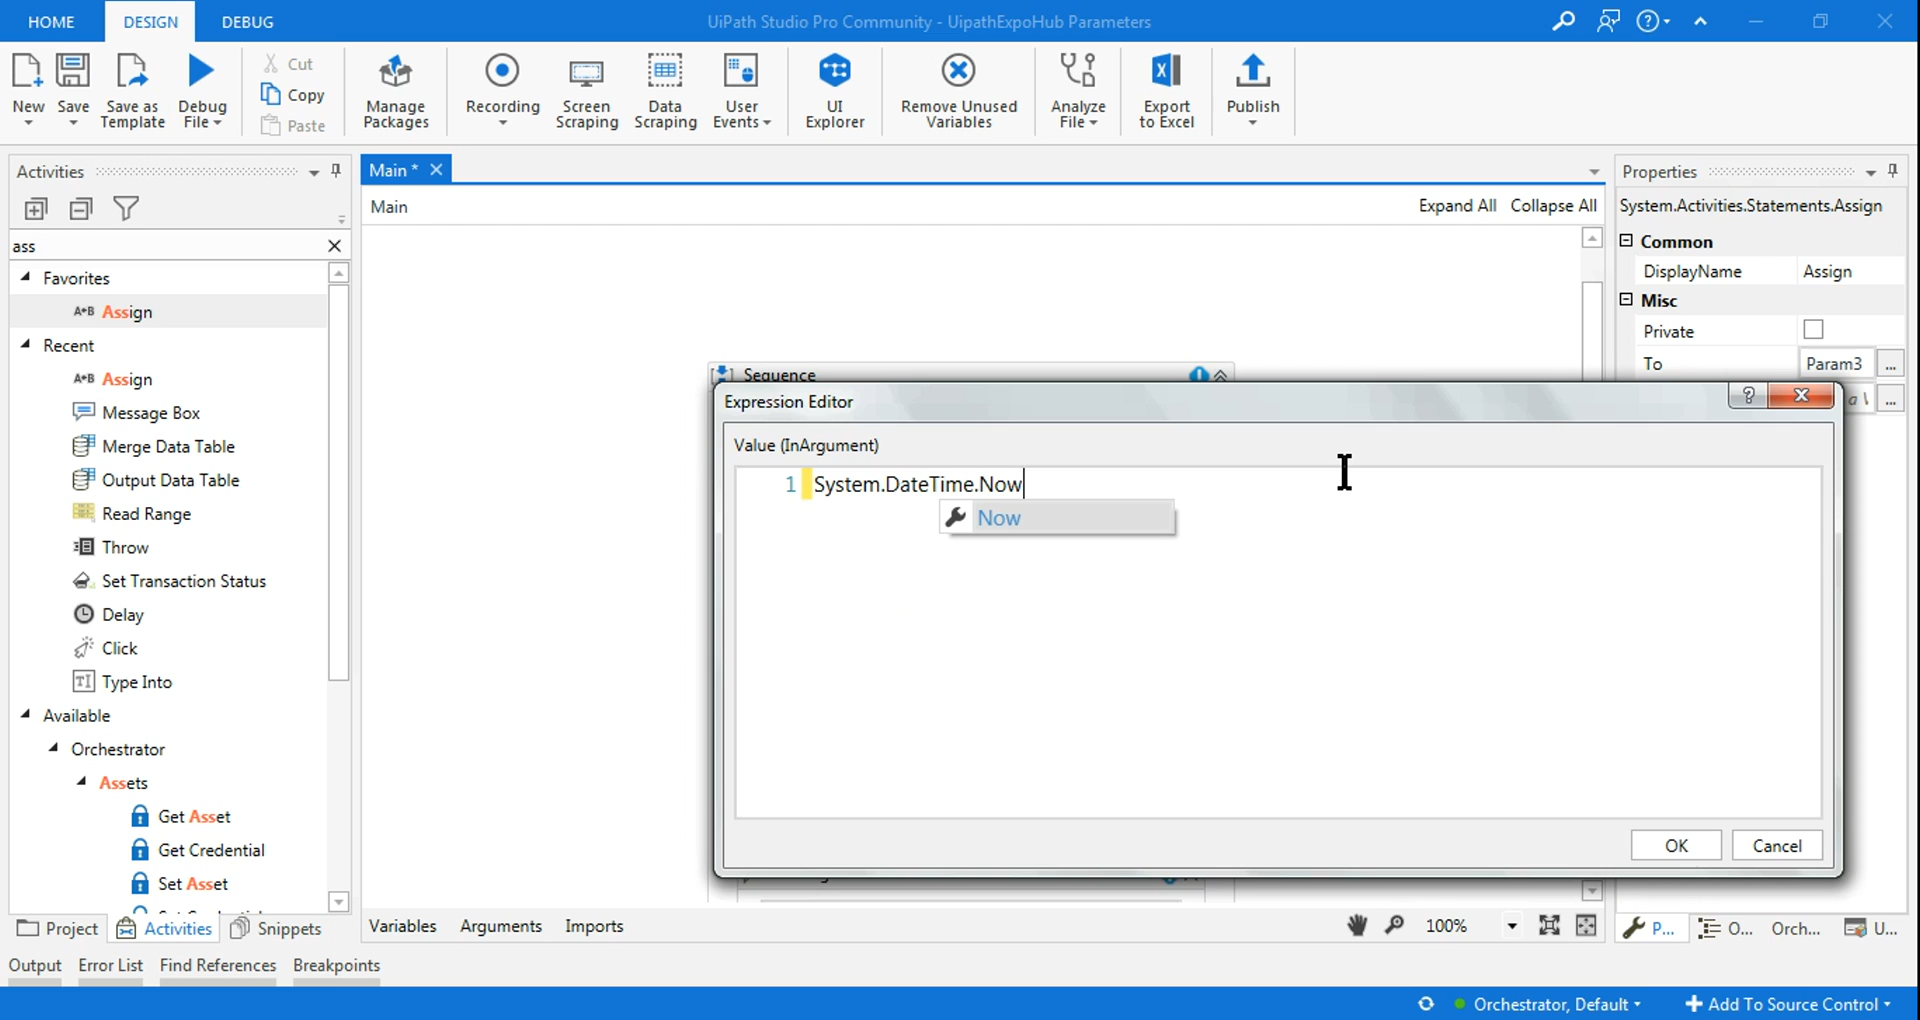 HOME DESIGN DEBUG UiPath Studio Pro Community - UipathExpoHub Parameters
New Save Save as Template Debug File
Cut
Copy
Paste
Manage Packages
Recording
Screen Scraping
Data Scraping
User Events
UI Explorer
Remove Unused Variables
Analyze File
Export to Excel
Publish
Activities
ass
Favorites
A+B Assign
Recent
A+B Assign
Message Box
Merge Data Table
Output Data Table
Read Range
Throw
Set Transaction Status
Delay
Click
Type Into
Available
Orchestrator
Assets
Get Asset
Get Credential
Set Asset
Project Activities Snippets
Main *
Main Expand All Collapse All
Sequence
Expression Editor
Value (InArgument)
1 System.DateTime.Now
Now
OK Cancel
Variables Arguments Imports 100%
Properties
System.Activities.Statements.Assign
Common
DisplayName Assign
Misc
Private
To Param3 ...
...
P... O... Orch... U...
Output Error List Find References Breakpoints
Orchestrator, Default Add To Source Control